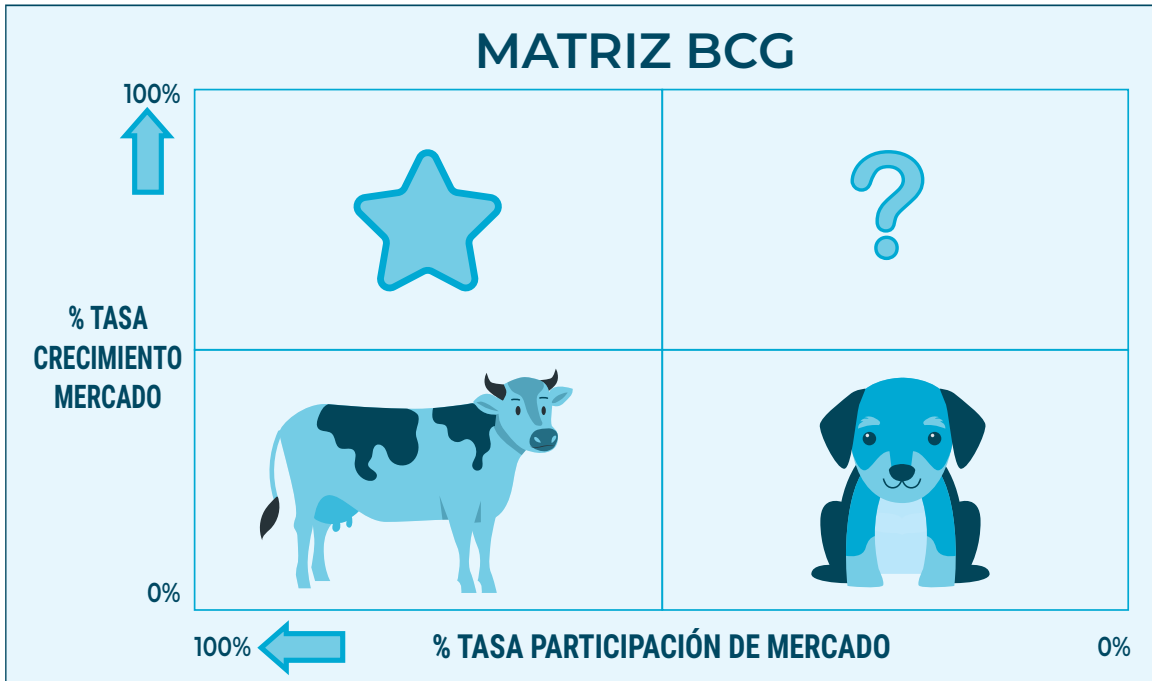 MATRIZ BCG
100%
?
% TASA
CRECIMIENTO
MERCADO
0%
100%
% TASA PARTICIPACIÓN DE MERCADO
0%